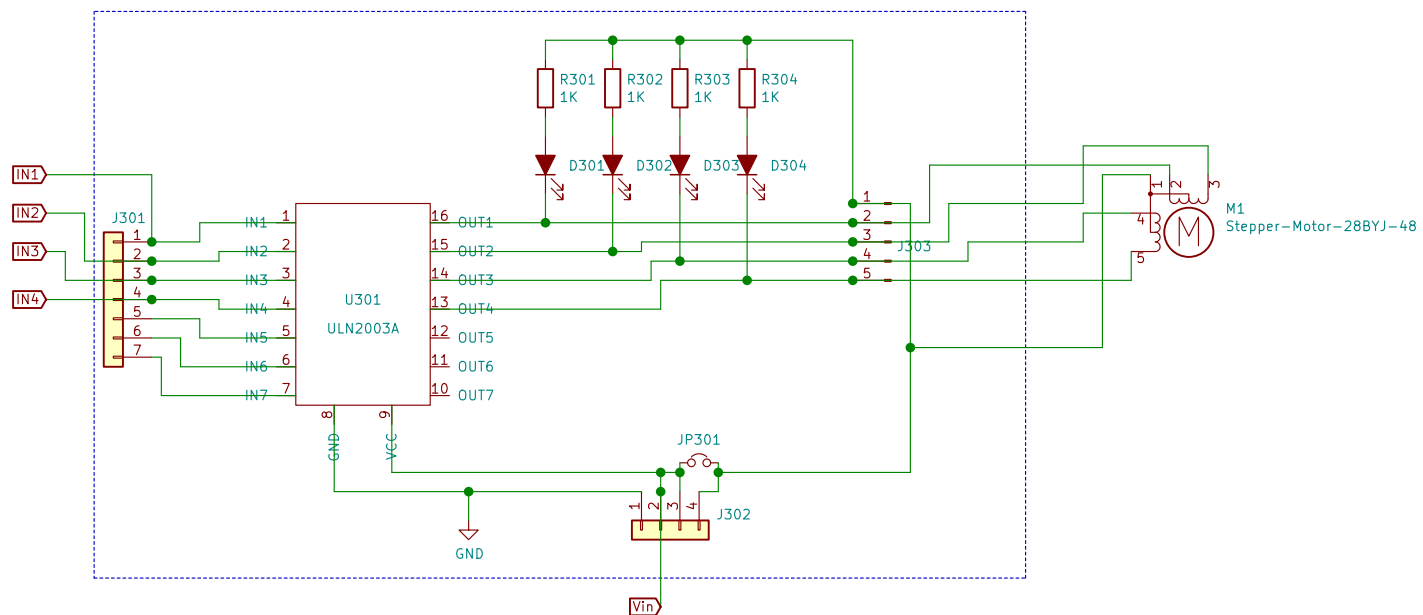 R301
1K
R302
1K
R303
1K
R304
1K
D301
D302
D303
D304
IN1
IN2
IN3
IN4
J301
1
2
3
4
5
6
7
IN1
IN2
IN3
IN4
IN5
IN6
IN7
1
2
3
4
5
6
7
U301
ULN2003A
16
15
14
13
12
11
10
OUT1
OUT2
OUT3
OUT4
OUT5
OUT6
OUT7
8
9
GND
VCC
1
2
3
4
5
J303
1
2
3
4
5
M
M1
Stepper-Motor-28BYJ-48
JP301
1
2
3
4
J302
GND
Vin